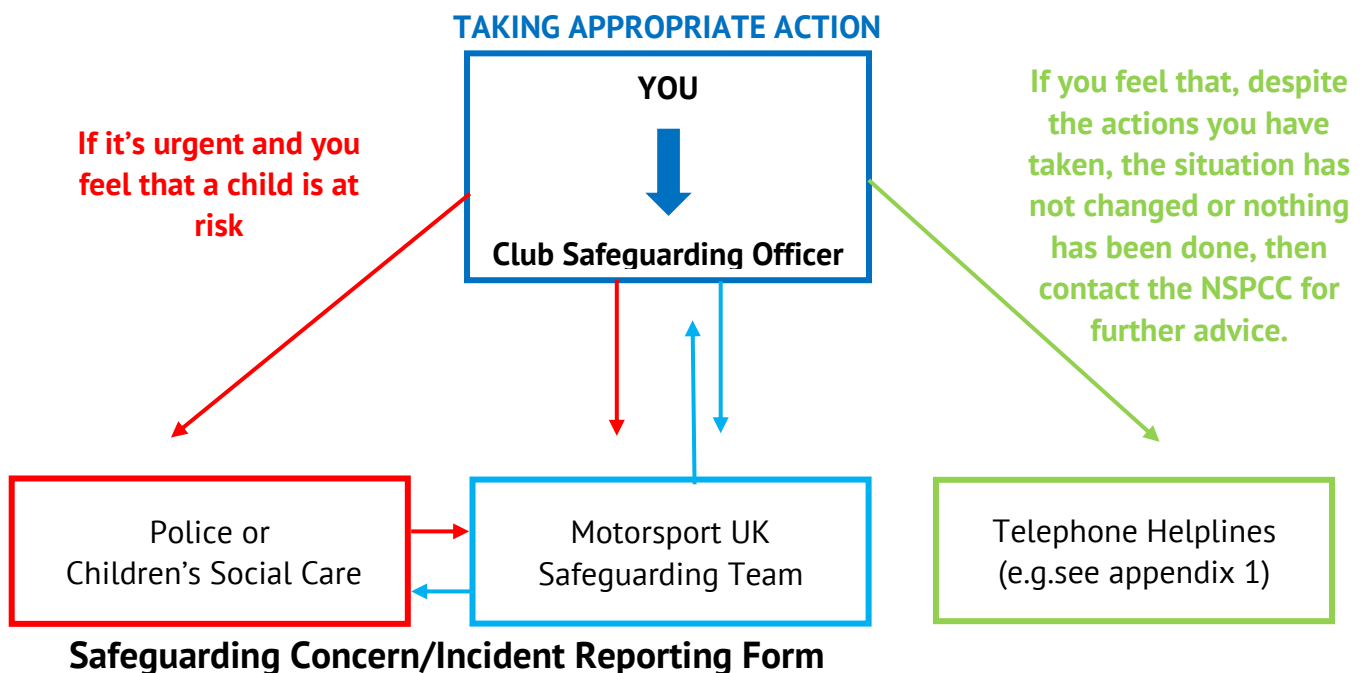 TAKING APPROPRIATE ACTION
YOU
Club Safeguarding Officer
If it’s urgent and you
feel that a child is at
risk
If you feel that, despite
the actions you have
taken, the situation has
not changed or nothing
has been done, then
contact the NSPCC for
further advice.
Police or
Children’s Social Care
Motorsport UK
Safeguarding Team
Telephone Helplines
(e.g.see appendix 1)
Safeguarding Concern/Incident Reporting Form